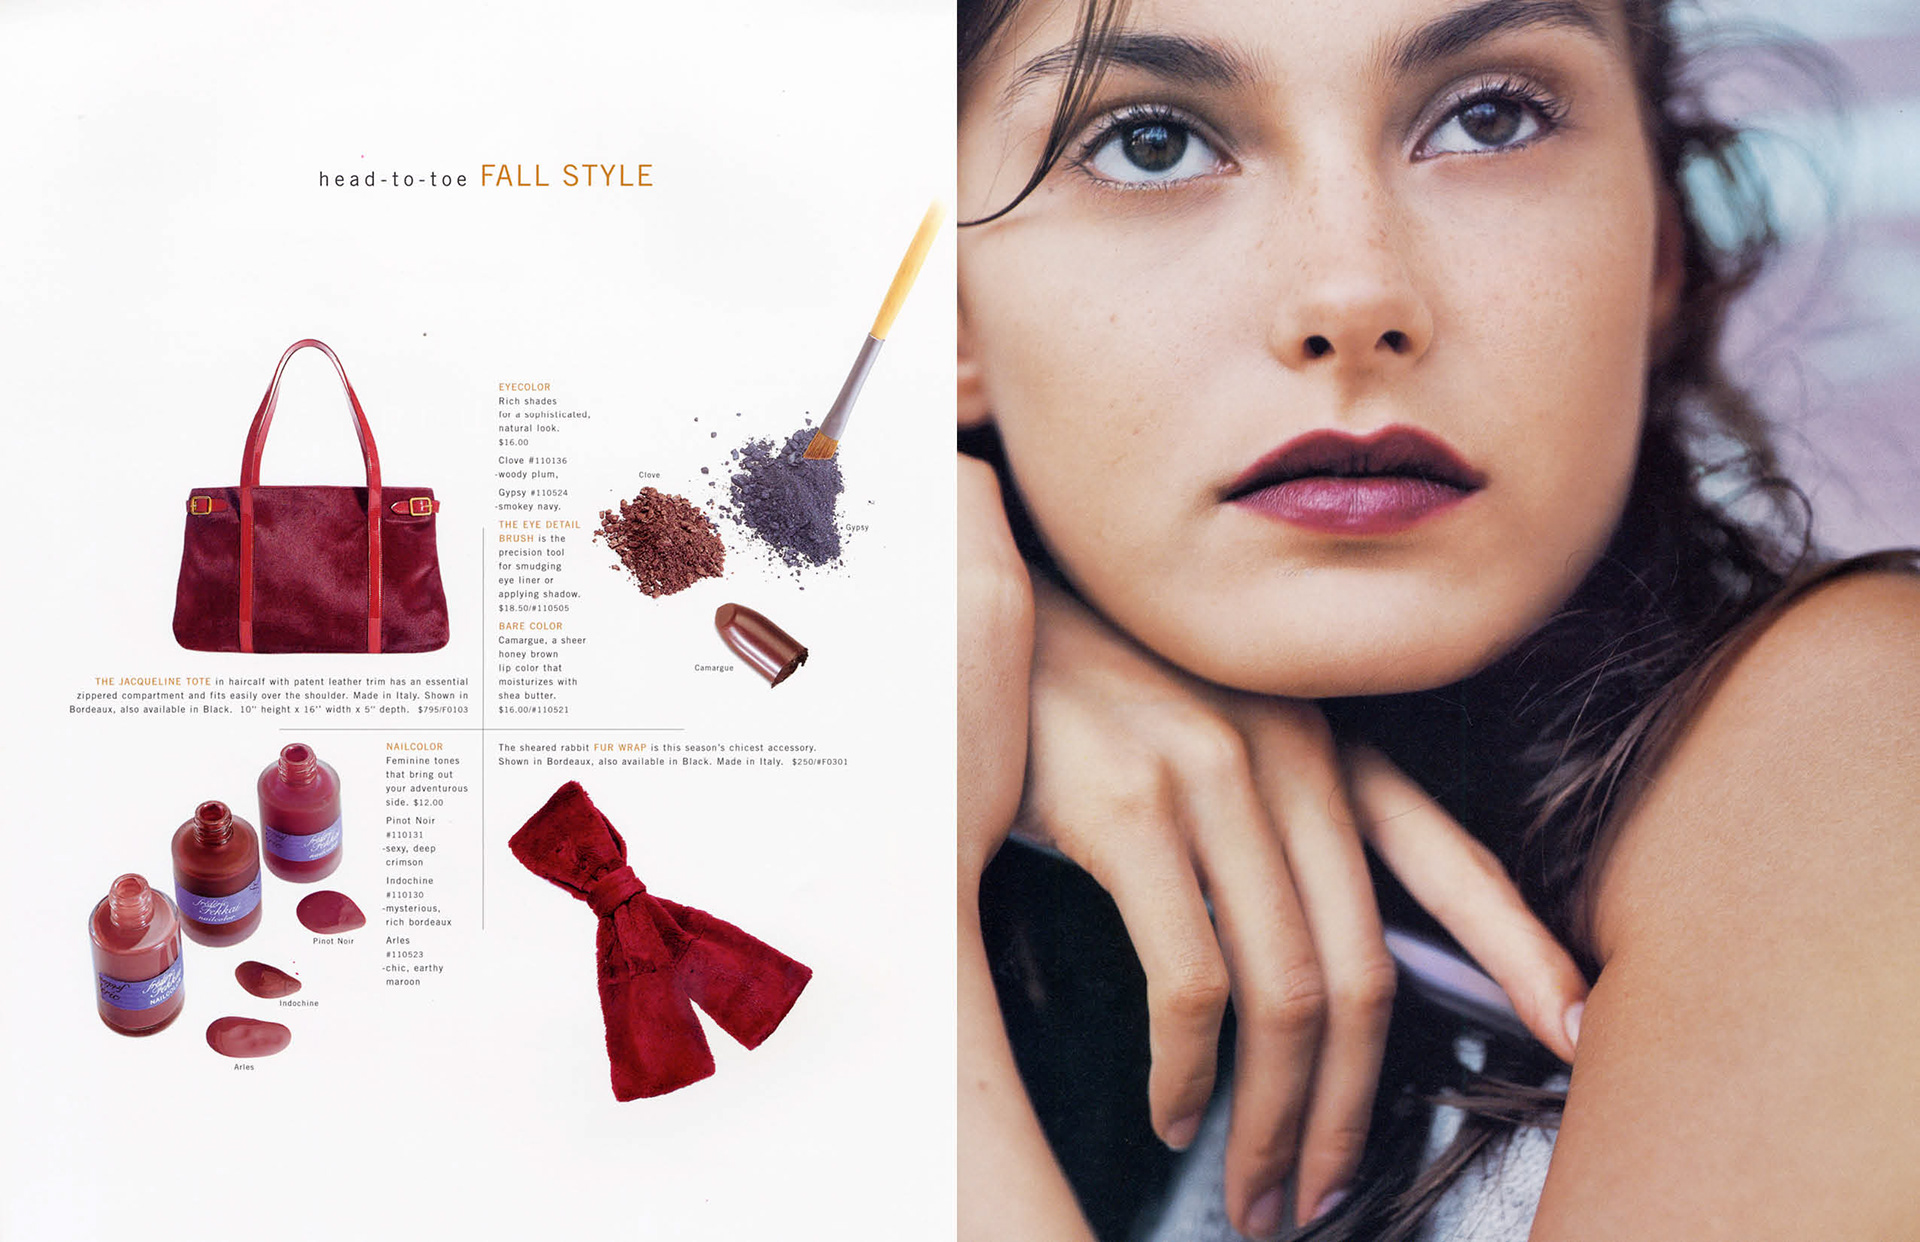 head-to-toe FALL STYLE
EYECOLOR
Rich shades
for a sophisticated,
natural look.
$16.00
Clove #110136
-woody plum,
Gypsy #110524
-smokey navy.
THE EYE DETAIL
BRUSH is the
precision tool
for smudging
eye liner or
applying shadow.
$18.50/#110505
BARE COLOR
Camargue, a sheer
honey brown
lip color that
moisturizes with
shea butter.
$16.00/#110521
Clove
Gypsy
Camargue
THE JACQUELINE TOTE in haircalf with patent leather trim has an essential
zippered compartment and fits easily over the shoulder. Made in Italy. Shown in
Bordeaux, also available in Black. 10" height x 16" width x 5" depth. $795/F0103
NAILCOLOR
Feminine tones
that bring out
your adventurous
side. $12.00
Pinot Noir
#110131
-sexy, deep
crimson
Indochine
#110130
-mysterious,
rich bordeaux
Arles
#110523
-chic, earthy
maroon
The sheared rabbit FUR WRAP is this season's chicest accessory.
Shown in Bordeaux, also available in Black. Made in Italy. $250/#F0301
frédéric
Fekkai
nailcolor
frédéric
Fekkai
NAILCOLOR
Pinot Noir
Indochine
Arles